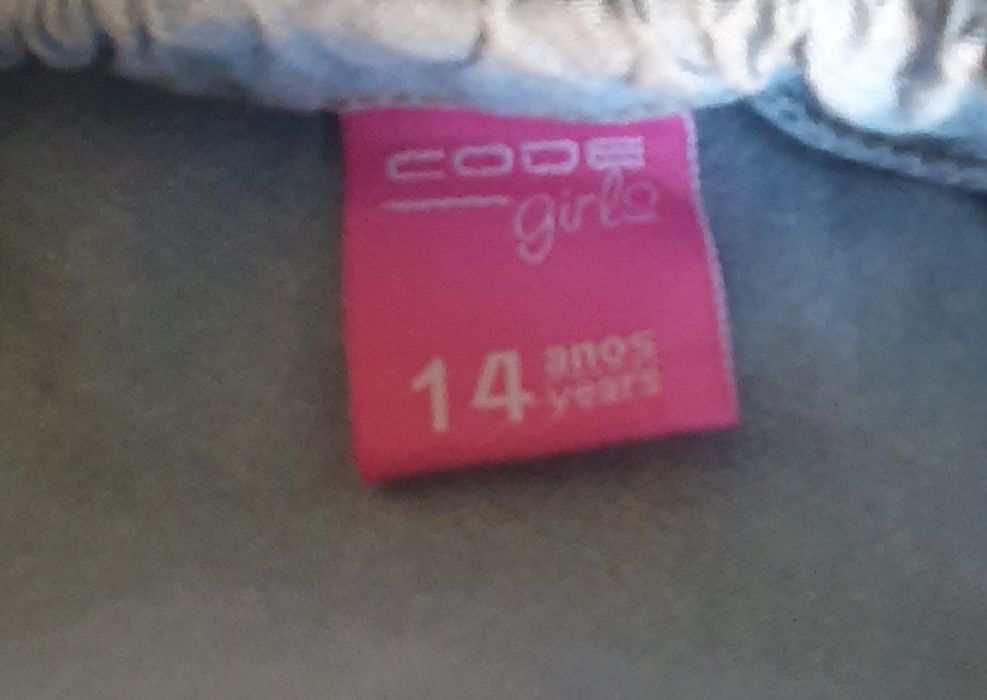 CODE
girls
14 anos
years